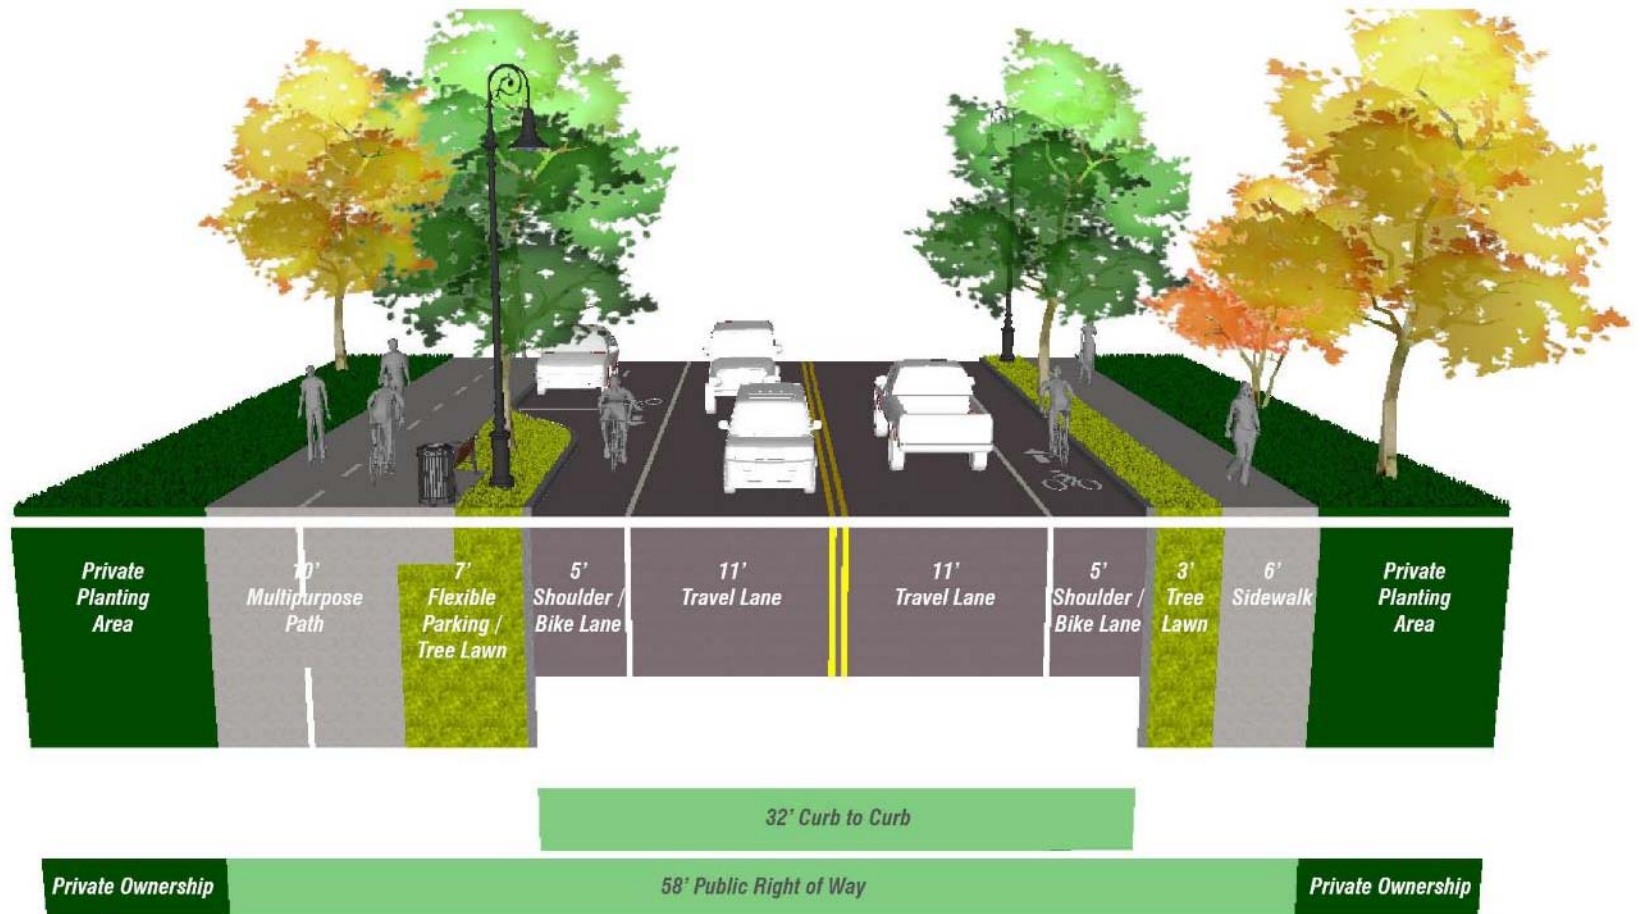 Private
Planting
Area
10'
Multipurpose
Path
7'
Flexible
Parking /
Tree Lawn
5'
Shoulder /
Bike Lane
11'
Travel Lane
11'
Travel Lane
5'
Shoulder /
Bike Lane
3'
Tree
Lawn
6'
Sidewalk
Private
Planting
Area
32' Curb to Curb
Private Ownership
58' Public Right of Way
Private Ownership